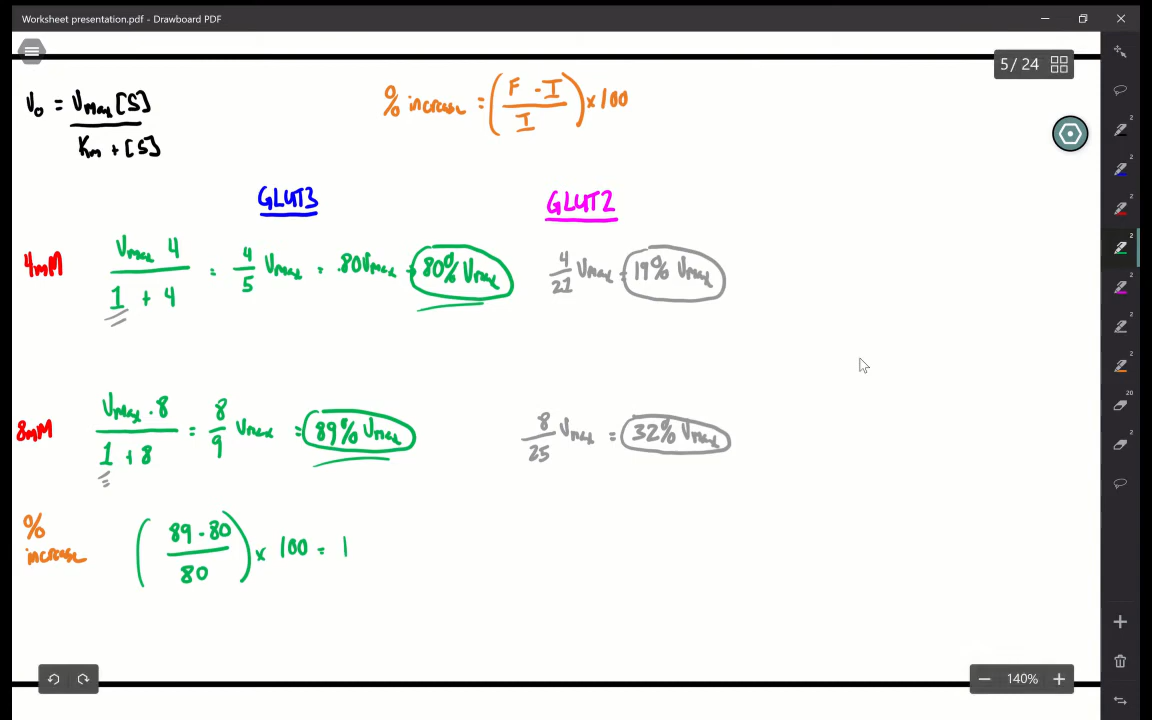 Worksheet presentation.pdf - Drawboard PDF
5 / 24
V₀ = Vmax [S] / Km + [S]
% increase = (F - I / I) × 100
GLUT3 GLUT2
4mM Vmax 4 / 1 + 4 = 4/5 Vmax = .80Vmax = 80% Vmax 4/21 Vmax = 19% Vmax
8mM Vmax · 8 / 1 + 8 = 8/9 Vmax = 89% Vmax 8/25 Vmax = 32% Vmax
% increase (89 - 80 / 80) × 100 = 1
140%